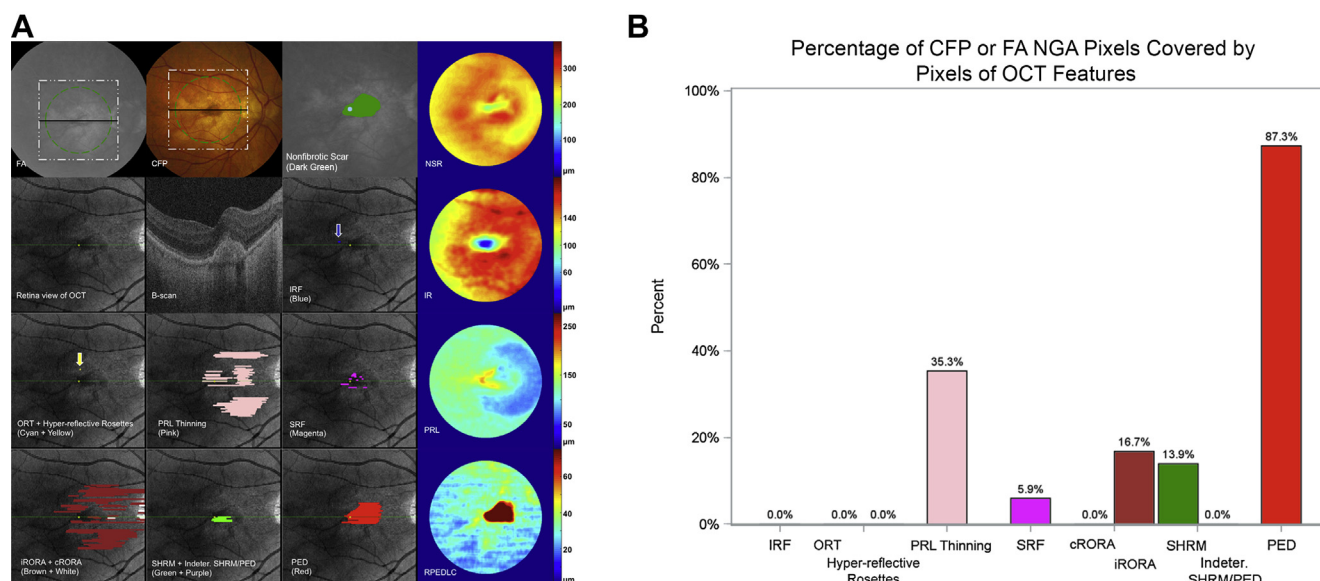 A
FA
CFP
Nonfibrotic Scar
(Dark Green)
NSR
300
200
100
µm
Retina view of OCT
B-scan
IRF
(Blue)
IR
140
100
60
µm
ORT + Hyper-reflective Rosettes
(Cyan + Yellow)
PRL Thinning
(Pink)
SRF
(Magenta)
PRL
250
150
50
µm
iRORA + cRORA
(Brown + White)
SHRM + Indeter. SHRM/PED
(Green + Purple)
PED
(Red)
RPEDLC
60
40
20
µm
B
Percentage of CFP or FA NGA Pixels Covered by
Pixels of OCT Features
Percent
100%
80%
60%
40%
20%
0%
0.0%
0.0%
0.0%
35.3%
5.9%
0.0%
16.7%
13.9%
0.0%
87.3%
IRF
ORT
Hyper-reflective
Rosettes
PRL Thinning
SRF
cRORA
iRORA
SHRM
Indeter.
SHRM/PED
PED